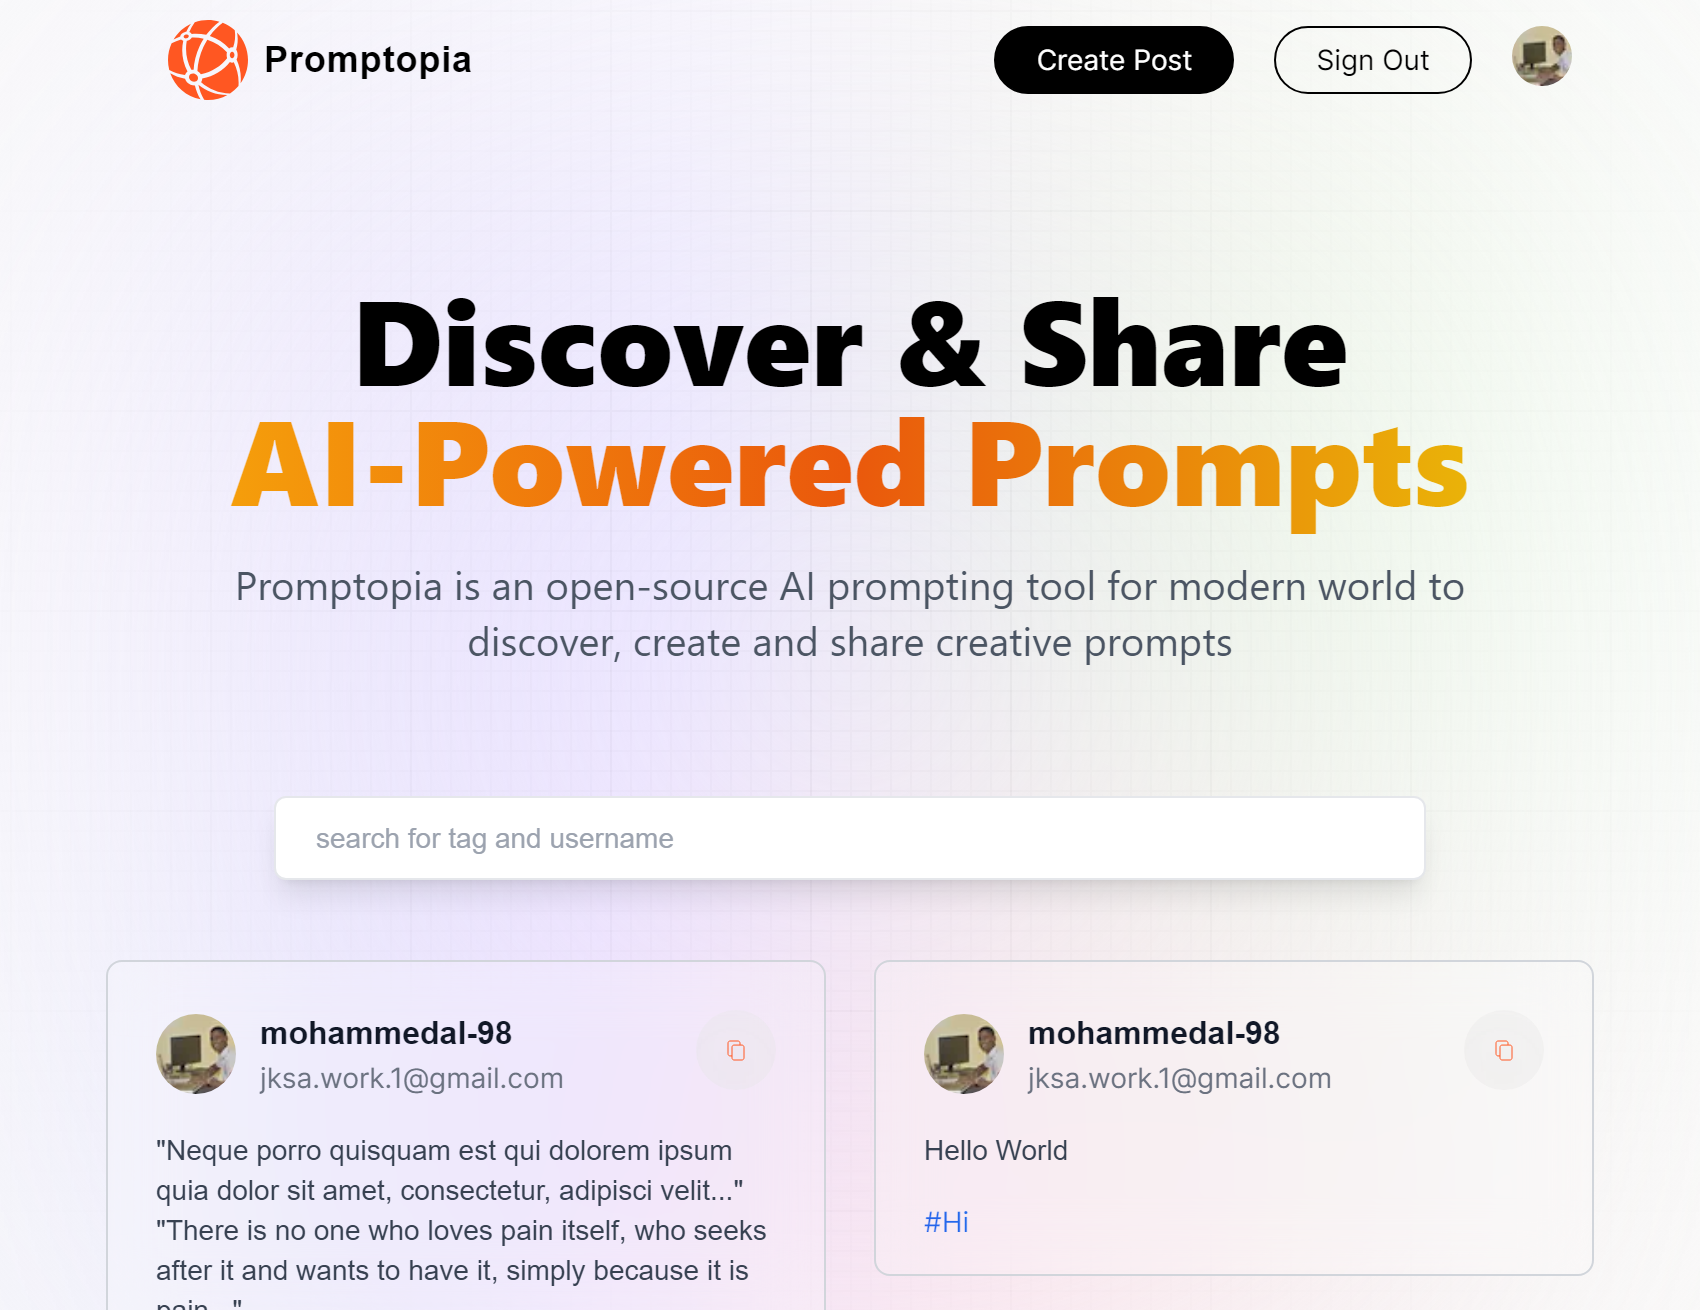 Promptopia
Create Post
Sign Out
Discover & Share
AI-Powered Prompts
Promptopia is an open-source AI prompting tool for modern world to
discover, create and share creative prompts
search for tag and username
mohammedal-98
jksa.work.1@gmail.com
"Neque porro quisquam est qui dolorem ipsum
quia dolor sit amet, consectetur, adipisci velit..."
"There is no one who loves pain itself, who seeks
after it and wants to have it, simply because it is
pain..."
mohammedal-98
jksa.work.1@gmail.com
Hello World
#Hi